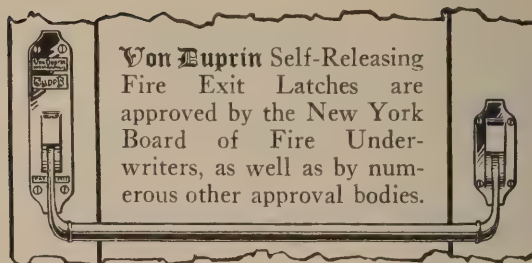 Von Duprin Self-Releasing
Fire Exit Latches are
approved by the New York
Board of Fire Under-
writers, as well as by num-
erous other approval bodies.